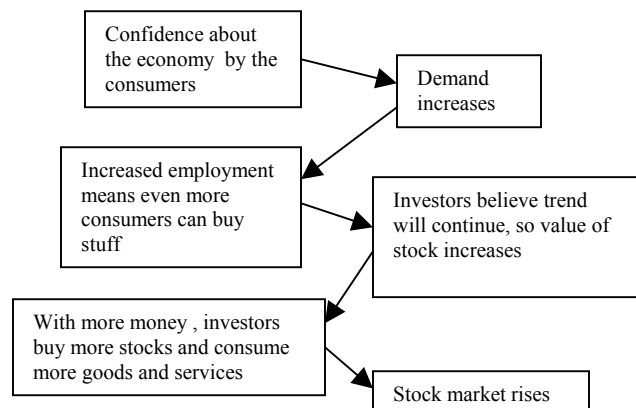 Confidence about
the economy by the
consumers
Demand
increases
Increased employment
means even more
consumers can buy
stuff
Investors believe trend
will continue, so value of
stock increases
With more money , investors
buy more stocks and consume
more goods and services
Stock market rises